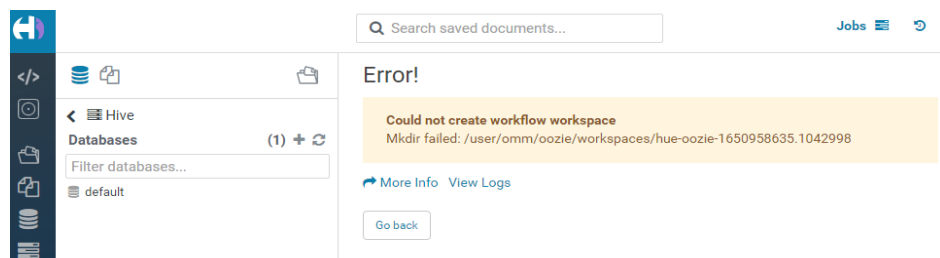 Search saved documents...
Jobs
</>
Error!
Hive
Databases (1)
Filter databases...
default
Could not create workflow workspace
Mkdir failed: /user/omm/oozie/workspaces/hue-oozie-1650958635.1042998
More Info View Logs
Go back